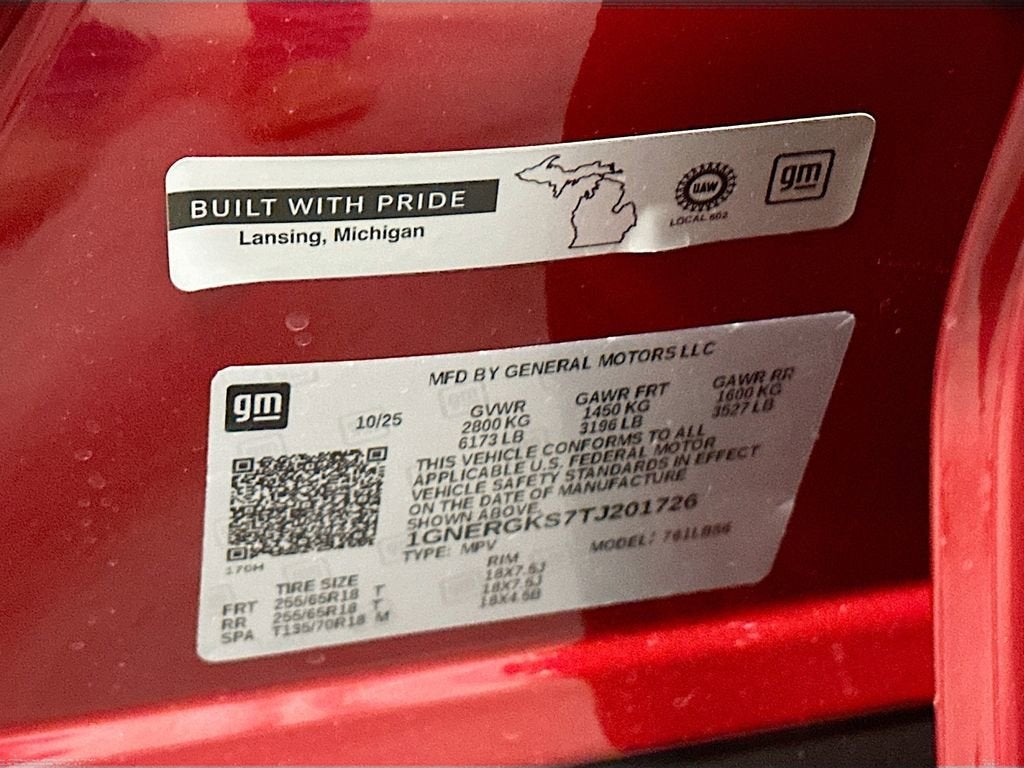 BUILT WITH PRIDE
Lansing, Michigan
UAW
LOCAL 602
gm
gm
MFD BY GENERAL MOTORS LLC
10/25
GVWR
2800 KG
6173 LB
GAWR FRT
1450 KG
3196 LB
GAWR RR
1600 KG
3527 LB
THIS VEHICLE CONFORMS TO ALL
APPLICABLE U.S. FEDERAL MOTOR
VEHICLE SAFETY STANDARDS IN EFFECT
ON THE DATE OF MANUFACTURE
SHOWN ABOVE.
1GNERGKS7TJ201726
TYPE: MPV
MODEL:
170H
TIRE SIZE
RIM
FRT 255/65R18 T 18X7.5J
RR 255/65R18 T 18X7.5J
SPA T135/70R18 M 18X4.5B